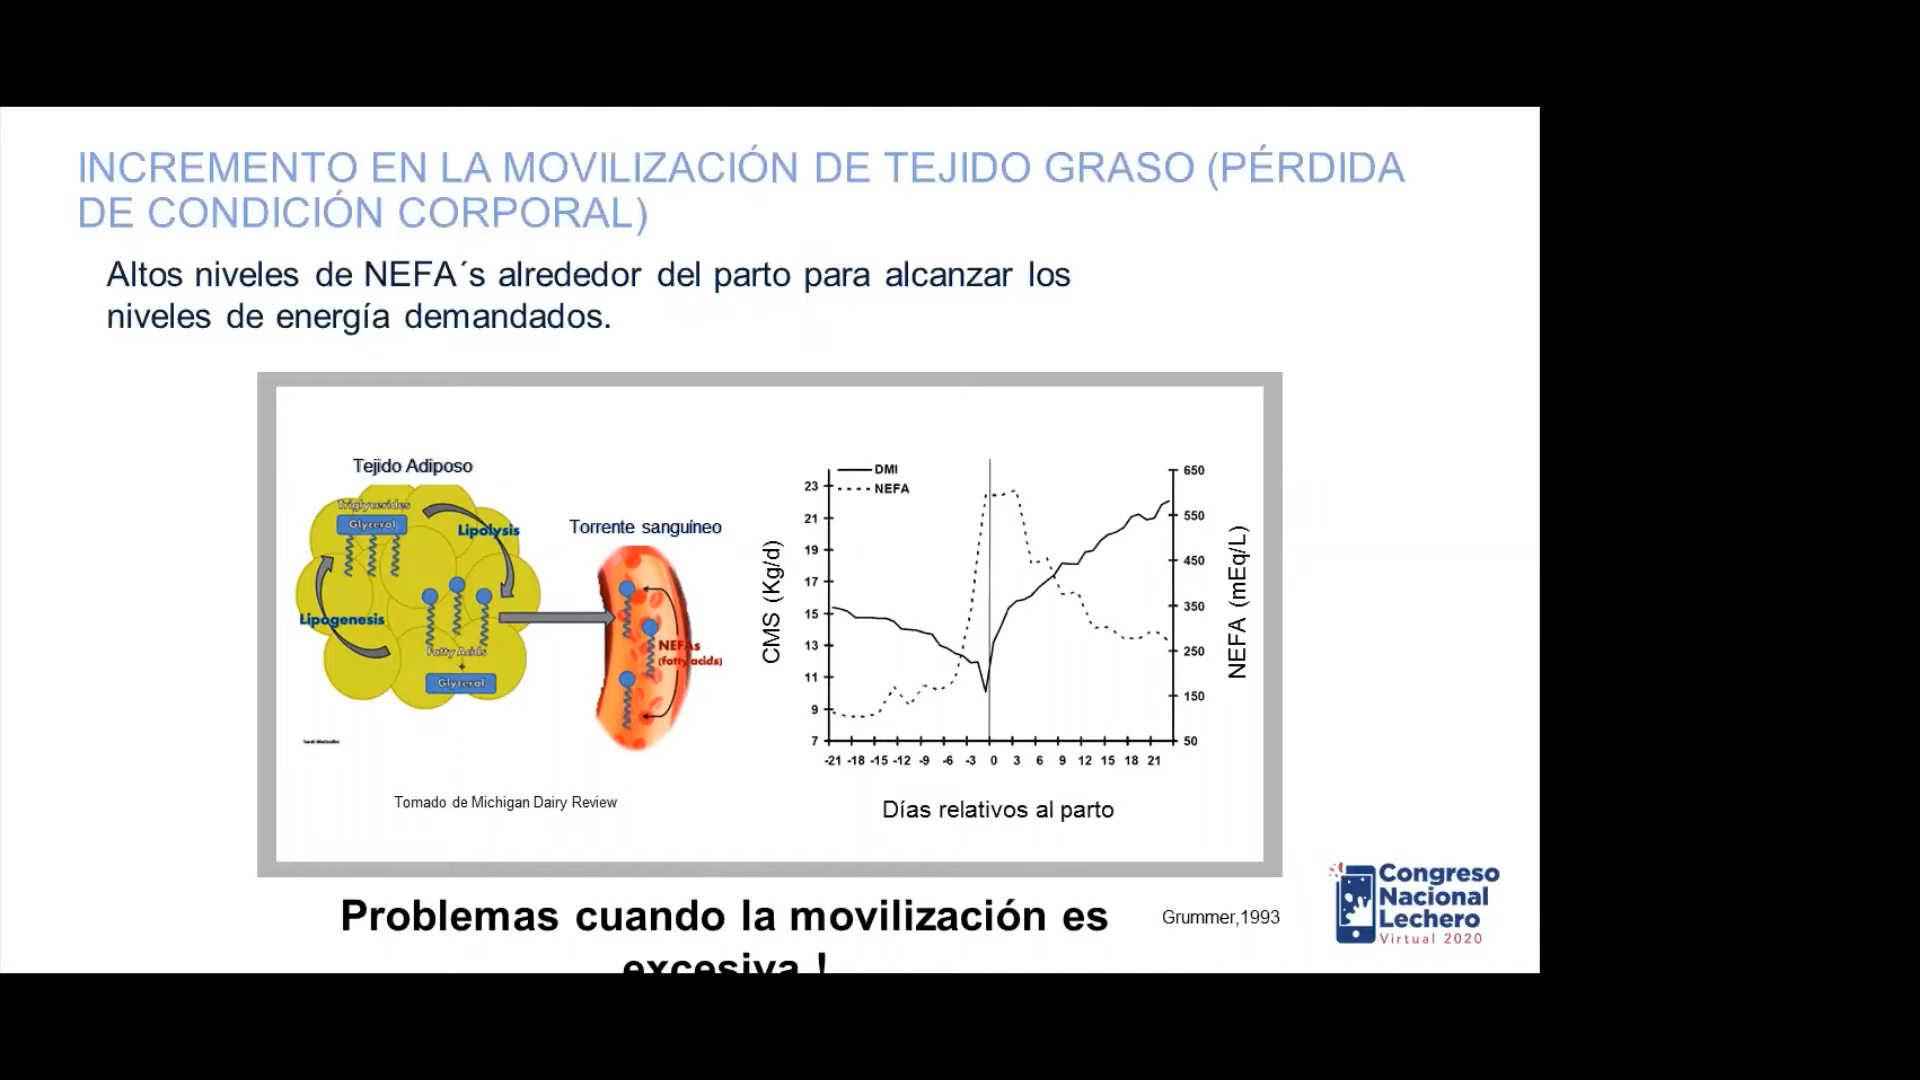 INCREMENTO EN LA MOVILIZACIÓN DE TEJIDO GRASO (PÉRDIDA
DE CONDICIÓN CORPORAL)
Altos niveles de NEFA´s alrededor del parto para alcanzar los
niveles de energía demandados.
Tejido Adiposo
Triglycerides
Glycerol
Lipolysis
Lipogenesis
Fatty Acids
+
Glycerol
Torrente sanguíneo
NEFAs
(fatty acids)
Tomado de Michigan Dairy Review
DMI
NEFA
CMS (Kg/d)
23
21
19
17
15
13
11
9
7
650
550
450
350
250
150
50
NEFA (mEq/L)
-21 -18 -15 -12 -9 -6 -3 0 3 6 9 12 15 18 21
Días relativos al parto
Problemas cuando la movilización es
excesiva !
Grummer,1993
Congreso
Nacional
Lechero
Virtual 2020